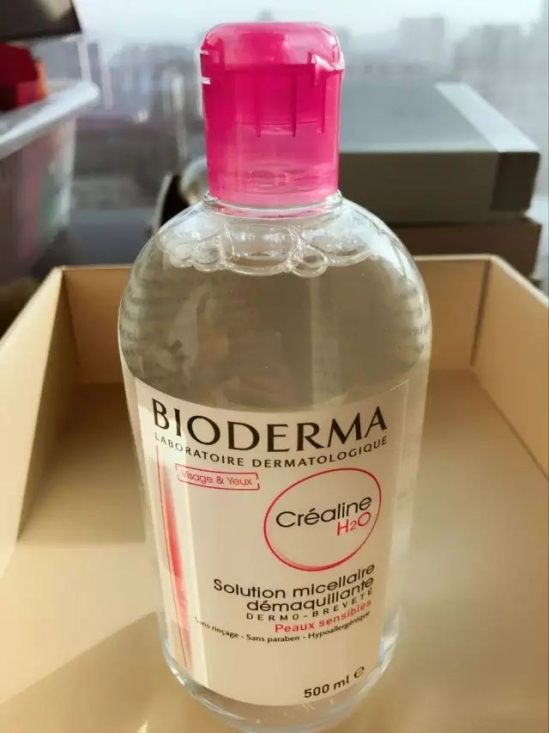 BIODERMA
LABORATOIRE DERMATOLOGIQUE
Visage & Yeux
Créaline
H2O
Solution micellaire
démaquillante
DERMO-BREVETÉ
Peaux sensibles
Sans rinçage - Sans paraben - Hypoallergénique
500 ml ℮